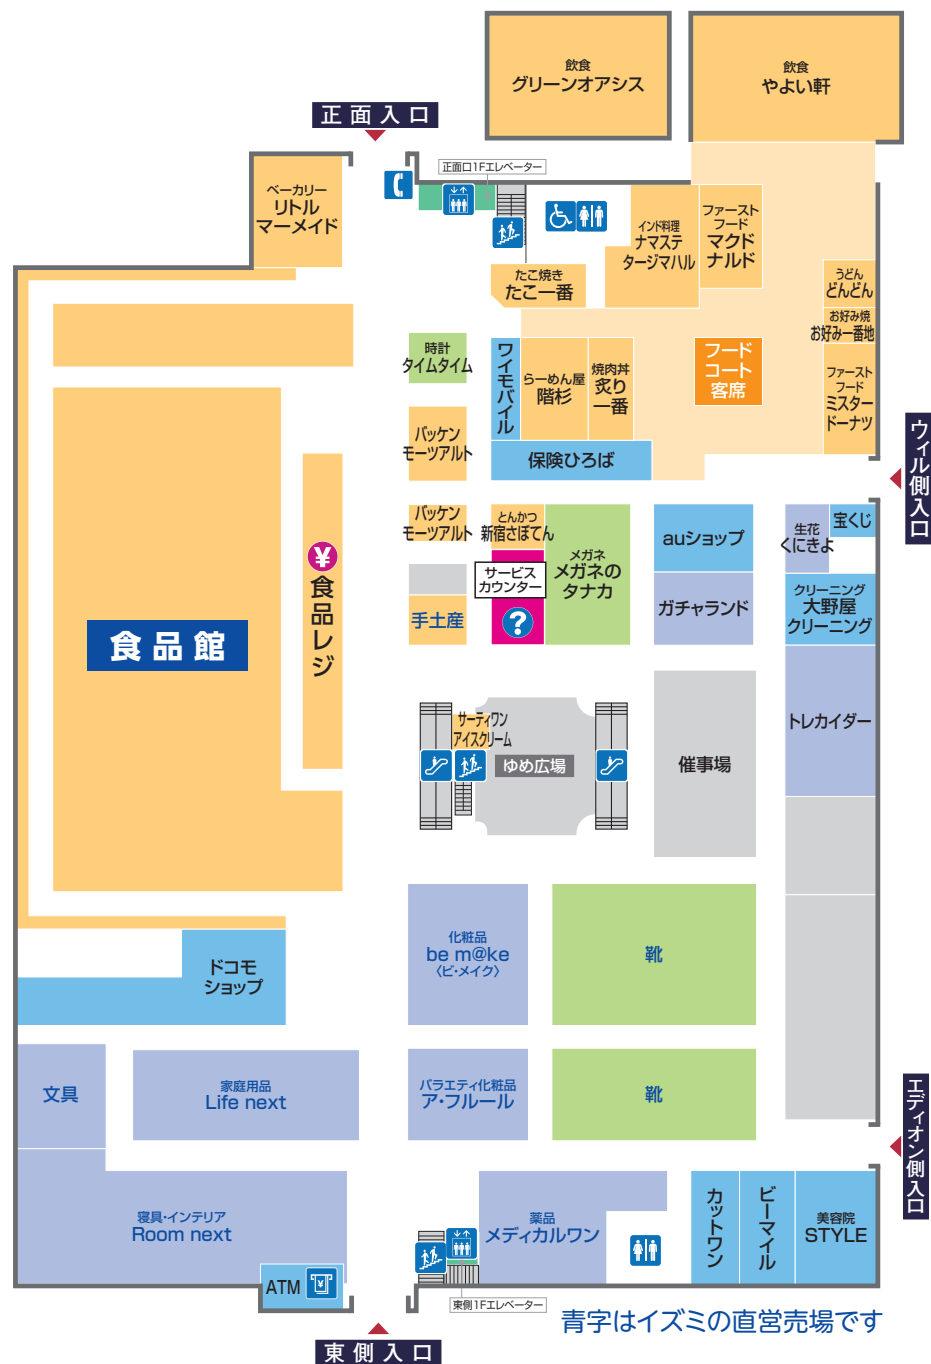 飲食
グリーンオアシス
飲食
やよい軒
正面入口
正面口1Fエレベーター
ベーカリー
リトル
マーメイド
インド料理
ナマステ
タージマハル
ファースト
フード
マクド
ナルド
たこ焼き
たこ一番
うどん
どんどん
お好み焼
お好み一番地
時計
タイムタイム
ワイモバイル
らーめん屋
階杉
焼肉丼
炙り
一番
フード
コート
客席
ファースト
フード
ミスター
ドーナツ
バッケン
モーツアルト
保険ひろば
ウィル側入口
バッケン
モーツアルト
とんかつ
新宿さぼてん
メガネ
メガネの
タナカ
auショップ
生花
くにきよ
宝くじ
¥
食品レジ
サービス
カウンター
?
手土産
ガチャランド
クリーニング
大野屋
クリーニング
食品館
トレカイダー
サーティワン
アイスクリーム
ゆめ広場
催事場
化粧品
be m@ke
〈ビ・メイク〉
靴
ドコモ
ショップ
文具
家庭用品
Life next
バラエティ化粧品
ア・フルール
靴
エディオン側入口
寝具・インテリア
Room next
薬品
メディカルワン
カットワン
ビーマイル
美容院
STYLE
ATM
¥
東側1Fエレベーター
青字はイズミの直営売場です
東側入口